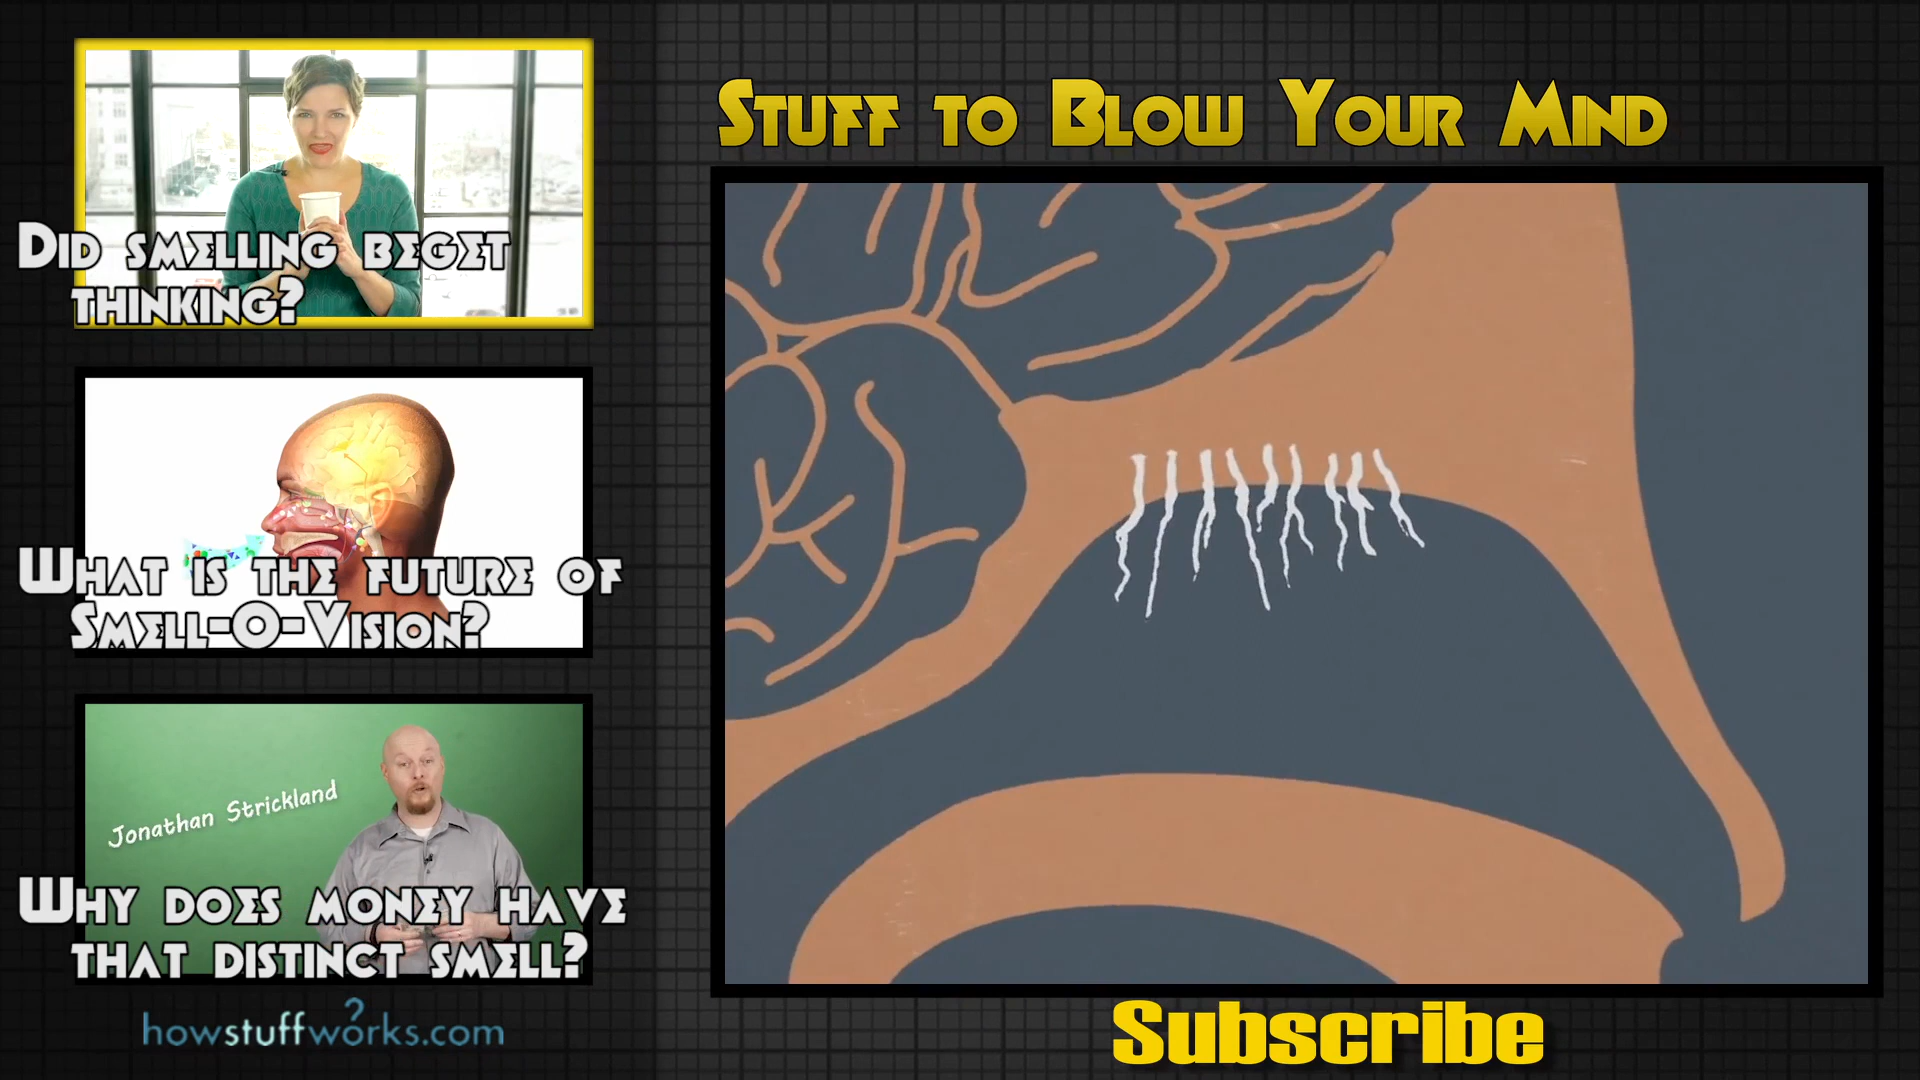 Stuff to Blow Your Mind
Did smelling beget
thinking?
What is the future of
Smell-O-Vision?
Jonathan Strickland
Why does money have
that distinct smell?
howstuffworks.com
Subscribe